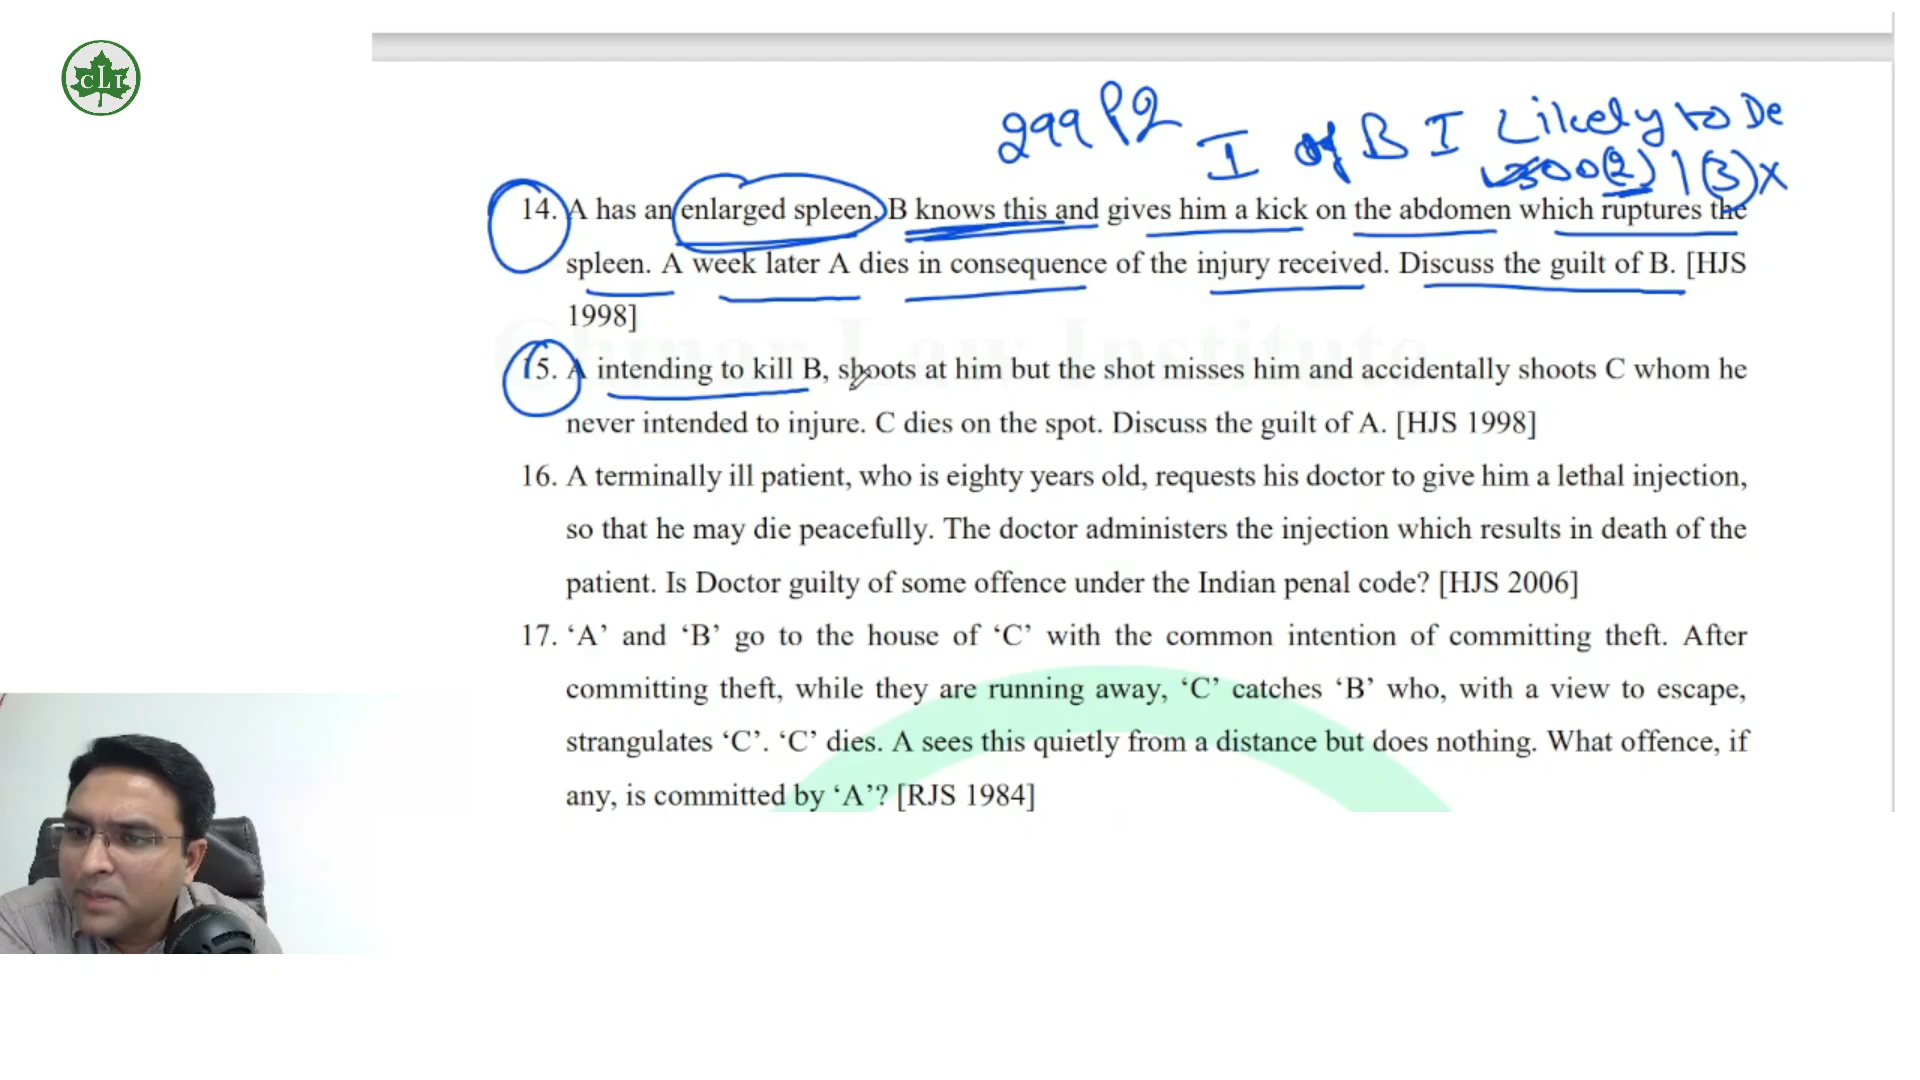 CLI
299 P2
I of B I Likely to De
300(2) | (3) x
14. A has an enlarged spleen, B knows this and gives him a kick on the abdomen which ruptures the
spleen. A week later A dies in consequence of the injury received. Discuss the guilt of B. [HJS
1998]
Chinar Law Institute
15. A intending to kill B, shoots at him but the shot misses him and accidentally shoots C whom he
never intended to injure. C dies on the spot. Discuss the guilt of A. [HJS 1998]
16. A terminally ill patient, who is eighty years old, requests his doctor to give him a lethal injection,
so that he may die peacefully. The doctor administers the injection which results in death of the
patient. Is Doctor guilty of some offence under the Indian penal code? [HJS 2006]
17. ‘A’ and ‘B’ go to the house of ‘C’ with the common intention of committing theft. After
committing theft, while they are running away, ‘C’ catches ‘B’ who, with a view to escape,
strangulates ‘C’. ‘C’ dies. A sees this quietly from a distance but does nothing. What offence, if
any, is committed by ‘A’? [RJS 1984]